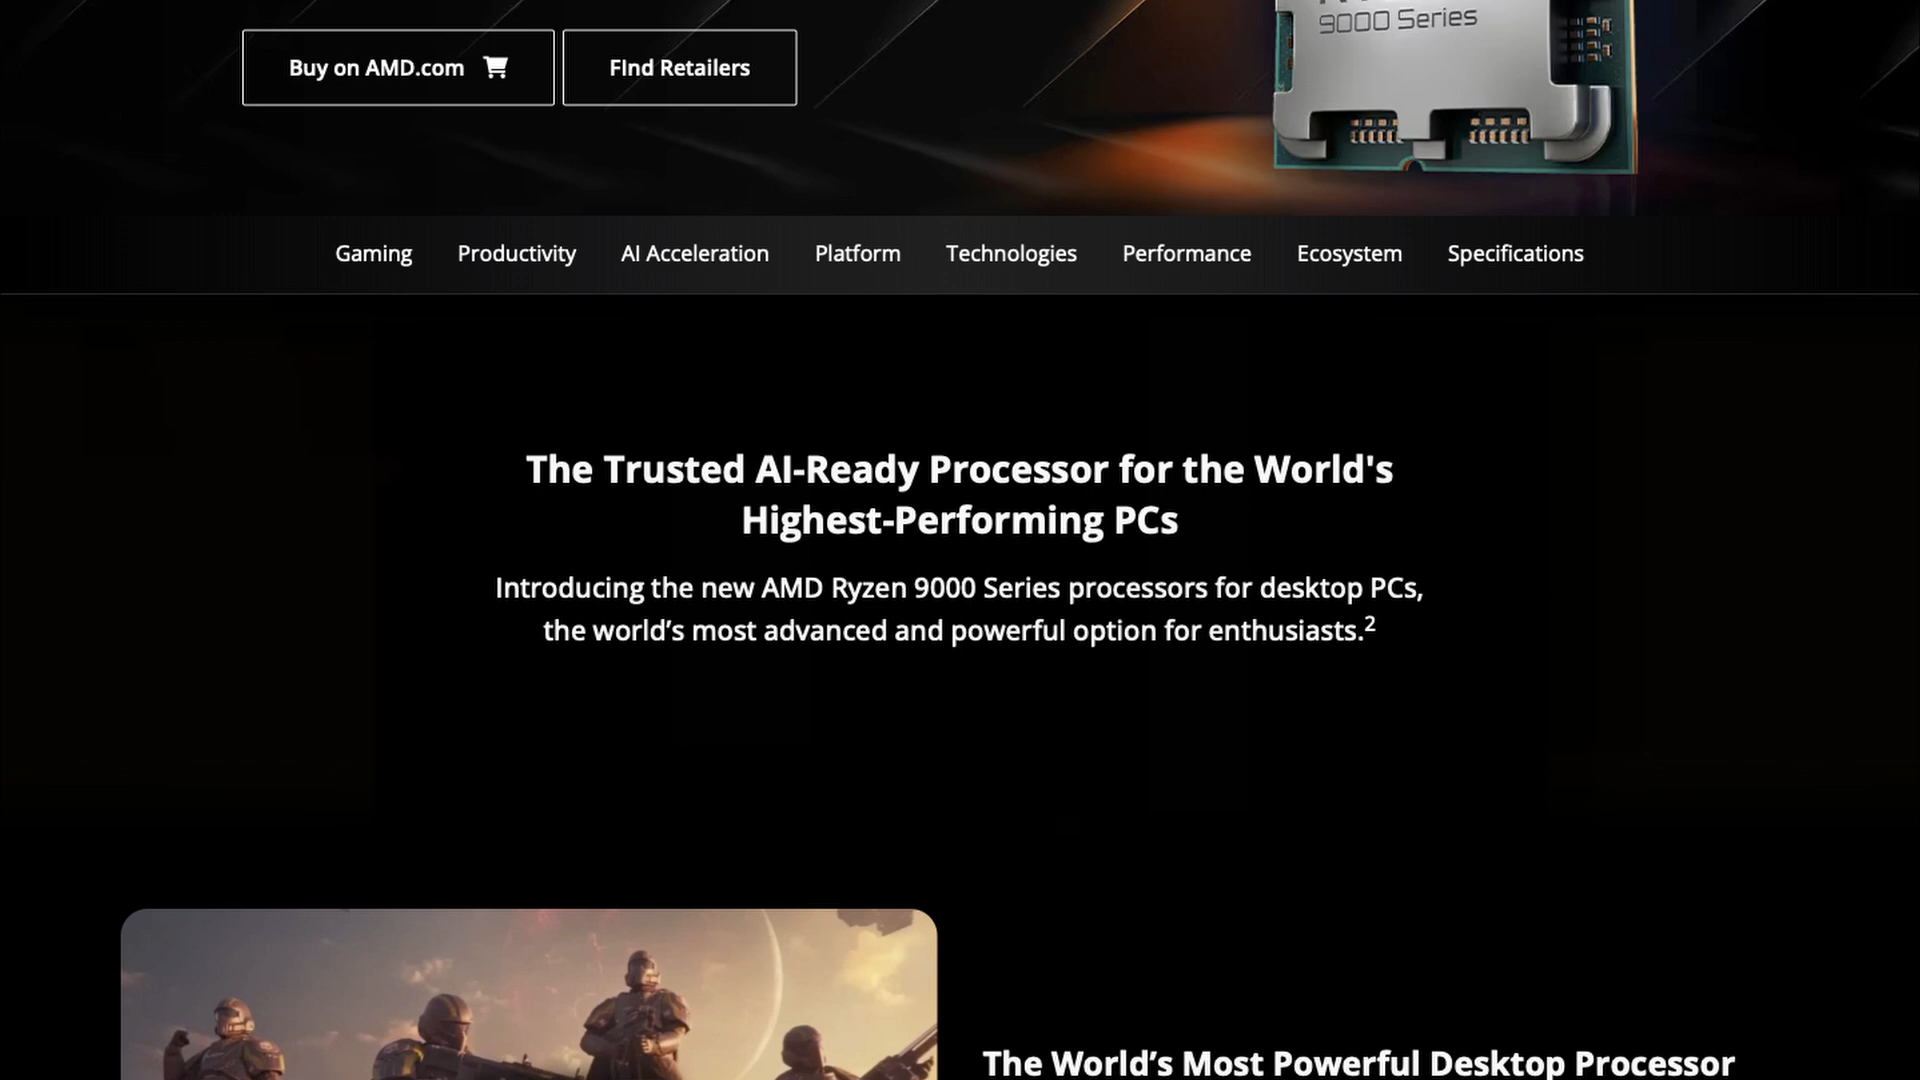 9000 Series
Buy on AMD.com
FInd Retailers
Gaming
Productivity
AI Acceleration
Platform
Technologies
Performance
Ecosystem
Specifications
The Trusted AI-Ready Processor for the World's
Highest-Performing PCs
Introducing the new AMD Ryzen 9000 Series processors for desktop PCs,
the world’s most advanced and powerful option for enthusiasts.2
The World’s Most Powerful Desktop Processor